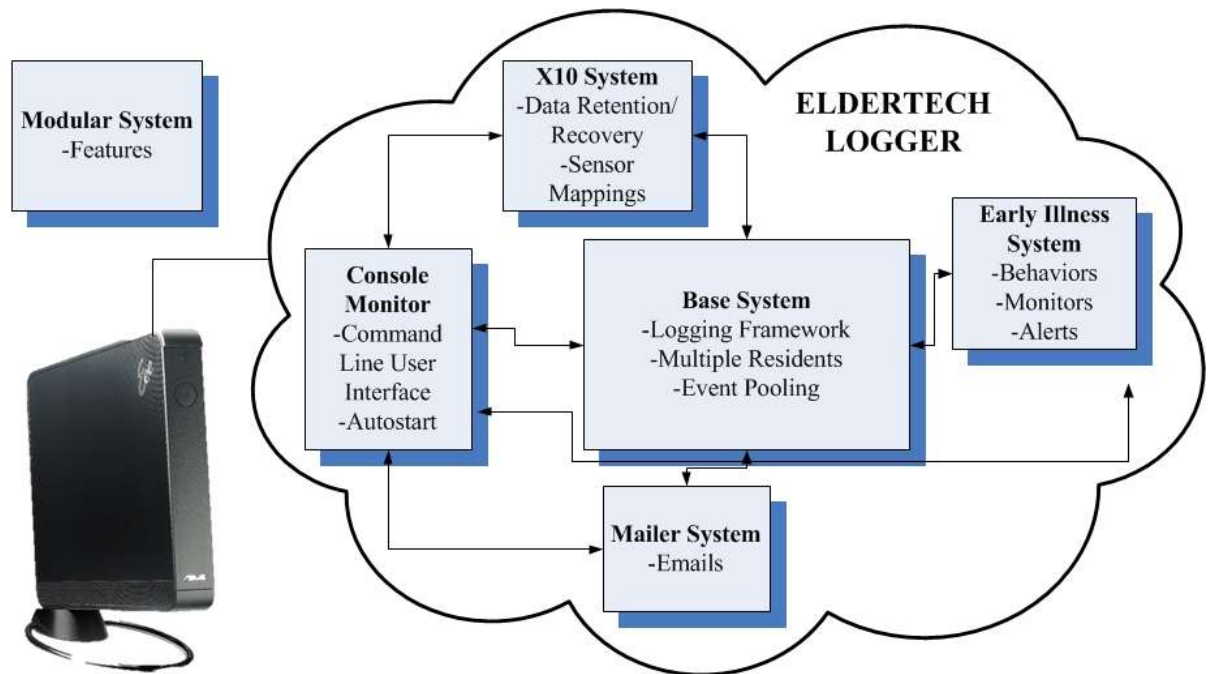 Modular System
-Features
X10 System
-Data Retention/
Recovery
-Sensor
Mappings
ELDERTECH
LOGGER
Early Illness
System
-Behaviors
-Monitors
-Alerts
Console
Monitor
-Command
Line User
Interface
-Autostart
Base System
-Logging Framework
-Multiple Residents
-Event Pooling
Mailer System
-Emails
ASUS